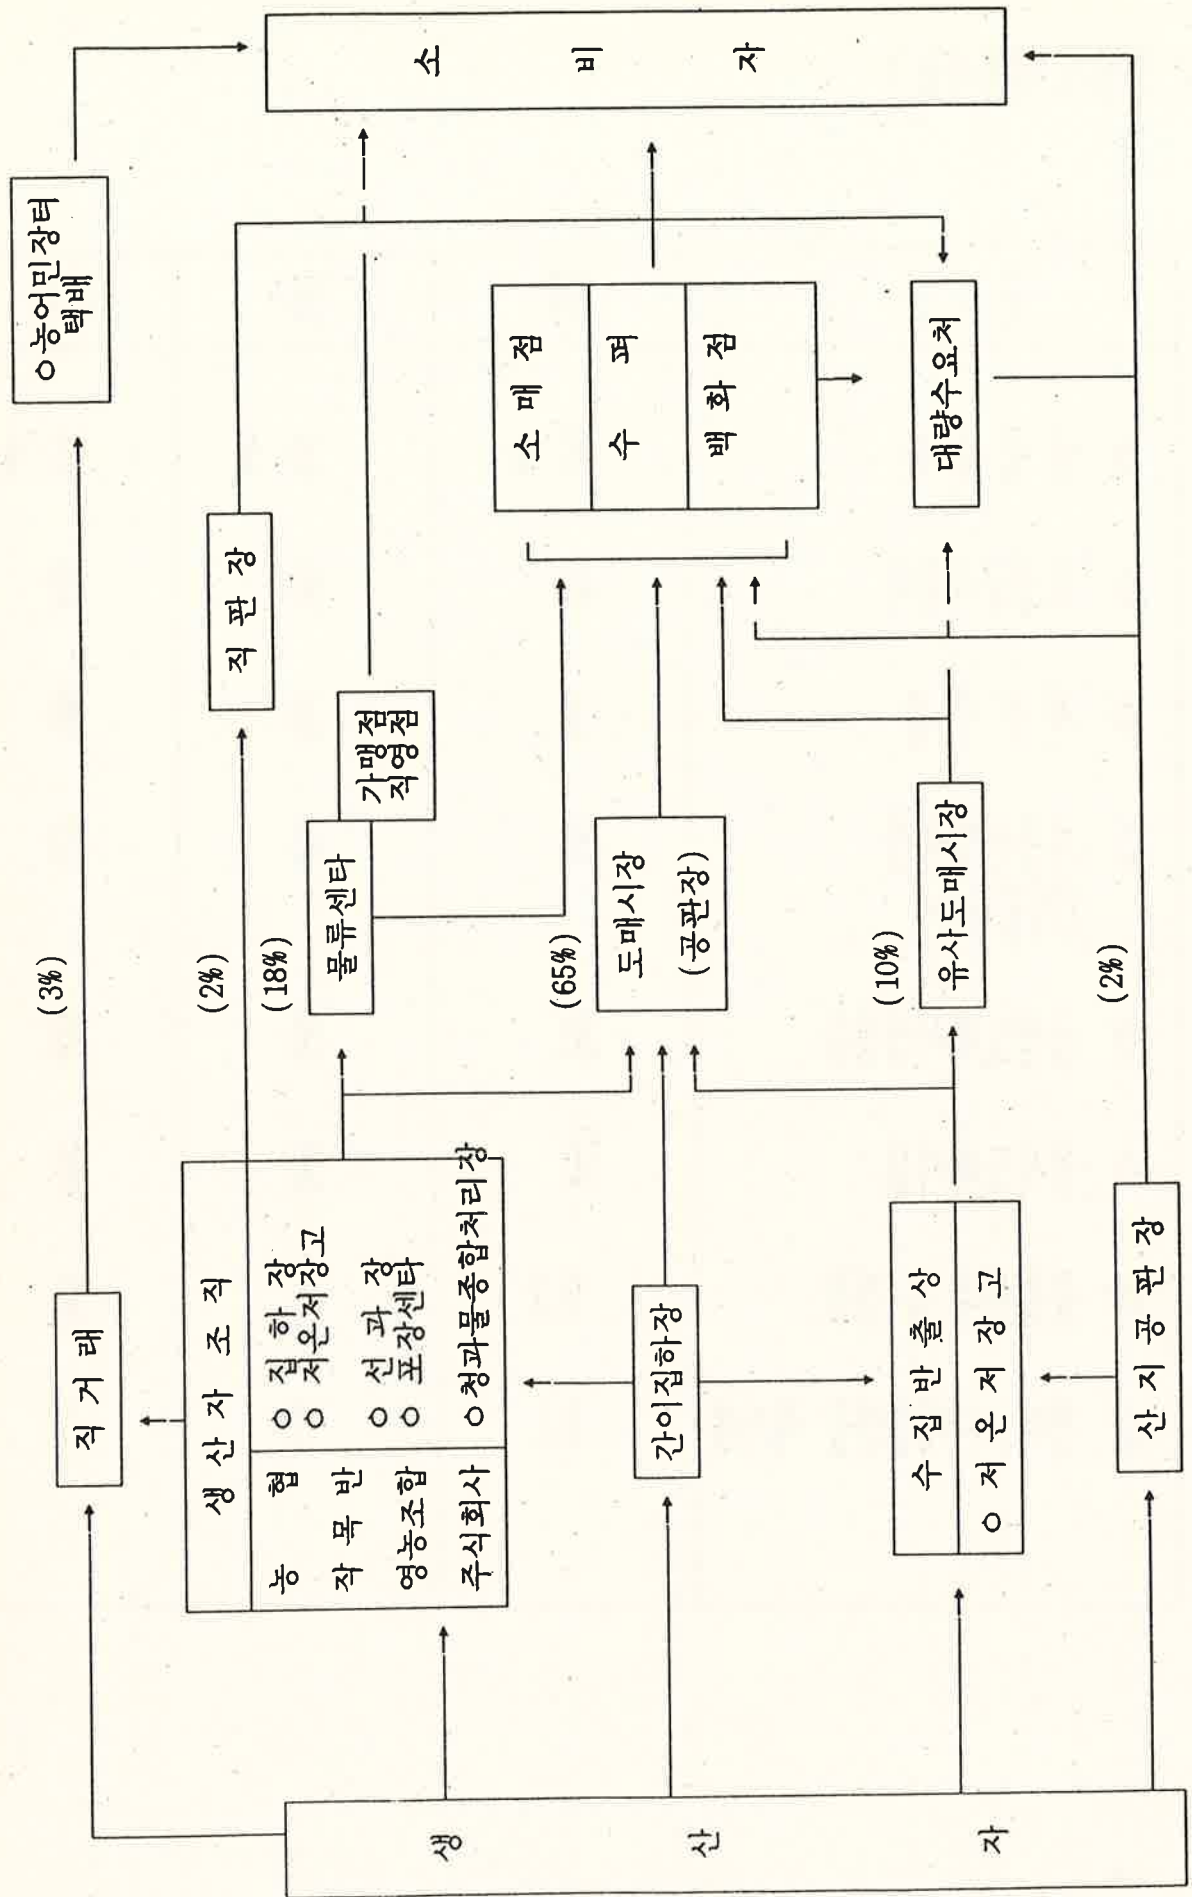 생 산 자
직 거 래
생 산 자 조 직
농 협
작 목 반
영농조합
주식회사
○ 집 하 장
○ 저온저장고
○ 선 과 장
○ 포장센타
○ 청과물종합처리장
간이집하장
수 집 반 출 상
○ 저 온 저 장 고
산 지 공 판 장
(3%)
(2%)
(18%)
(65%)
(10%)
(2%)
물류센타
가맹점
직영점
도매시장
(공판장)
유사도매시장
직 판 장
○농어민장터
택배
소 매 점
수 퍼
백 화 점
대량수요처
소 비 자